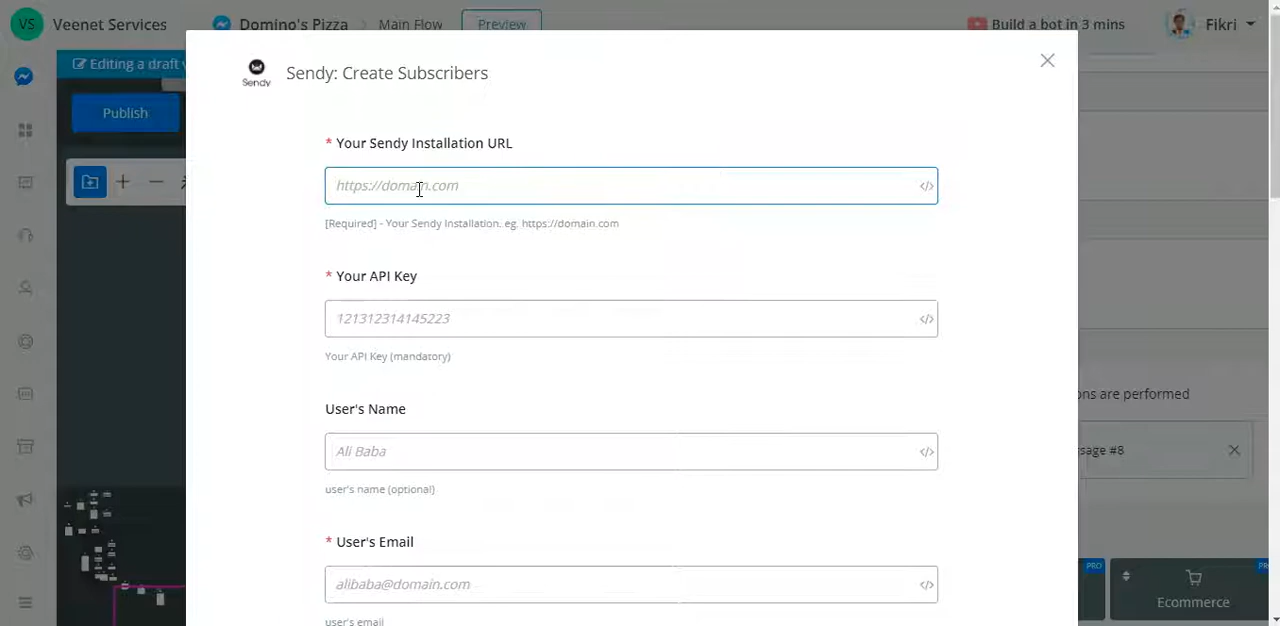 VS Veenet Services Domino's Pizza Main Flow Preview Build a bot in 3 mins Fikri
Editing a draft
Sendy
Sendy: Create Subscribers
Publish
* Your Sendy Installation URL
https://domain.com </>
[Required] - Your Sendy Installation. eg. https://domain.com
* Your API Key
121312314145223 </>
Your API Key (mandatory)
ons are performed
User's Name
Ali Baba </>
sage #8
user's name (optional)
* User's Email
alibaba@domain.com </>
PRO
Ecommerce
user's email